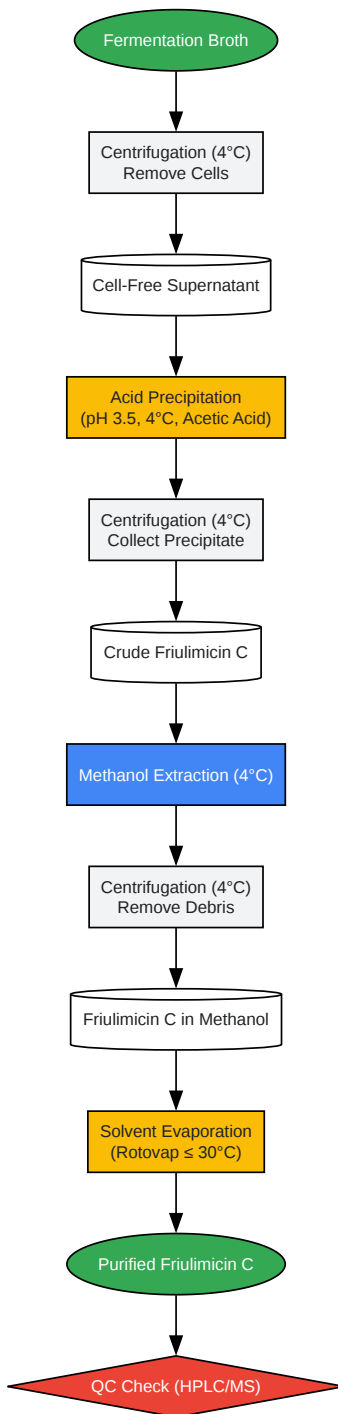 Fermentation Broth
Centrifugation (4°C)
Remove Cells
Cell-Free Supernatant
Acid Precipitation
(pH 3.5, 4°C, Acetic Acid)
Centrifugation (4°C)
Collect Precipitate
Crude Friulimicin C
Methanol Extraction (4°C)
Centrifugation (4°C)
Remove Debris
Friulimicin C in Methanol
Solvent Evaporation
(Rotovap ≤ 30°C)
Purified Friulimicin C
QC Check (HPLC/MS)